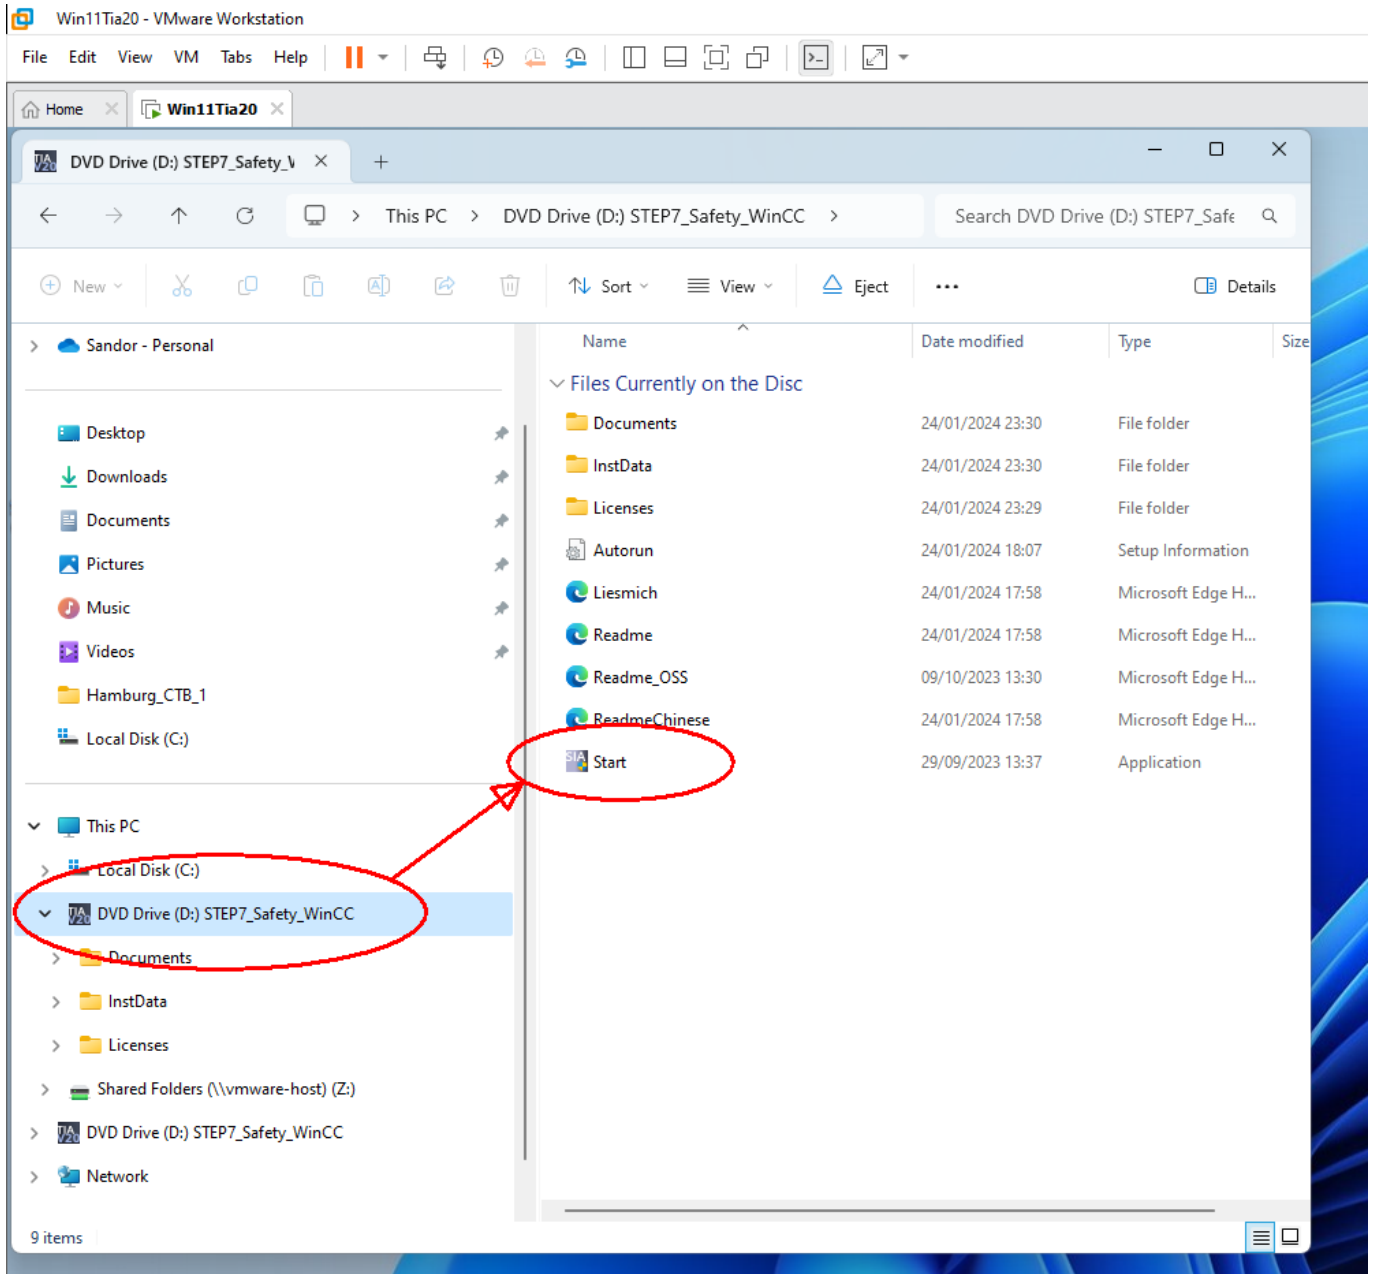 Win11Tia20 - VMware Workstation
File Edit View VM Tabs Help
Home Win11Tia20
DVD Drive (D:) STEP7_Safety_V
This PC DVD Drive (D:) STEP7_Safety_WinCC Search DVD Drive (D:) STEP7_Safe
New Sort View Eject Details
Sandor - Personal
Desktop
Downloads
Documents
Pictures
Music
Videos
Hamburg_CTB_1
Local Disk (C:)
This PC
Local Disk (C:)
DVD Drive (D:) STEP7_Safety_WinCC
Documents
InstData
Licenses
Shared Folders (\\vmware-host) (Z:)
DVD Drive (D:) STEP7_Safety_WinCC
Network
Name Date modified Type Size
Files Currently on the Disc
Documents 24/01/2024 23:30 File folder
InstData 24/01/2024 23:30 File folder
Licenses 24/01/2024 23:29 File folder
Autorun 24/01/2024 18:07 Setup Information
Liesmich 24/01/2024 17:58 Microsoft Edge H...
Readme 24/01/2024 17:58 Microsoft Edge H...
Readme_OSS 09/10/2023 13:30 Microsoft Edge H...
ReadmeChinese 24/01/2024 17:58 Microsoft Edge H...
Start 29/09/2023 13:37 Application
9 items